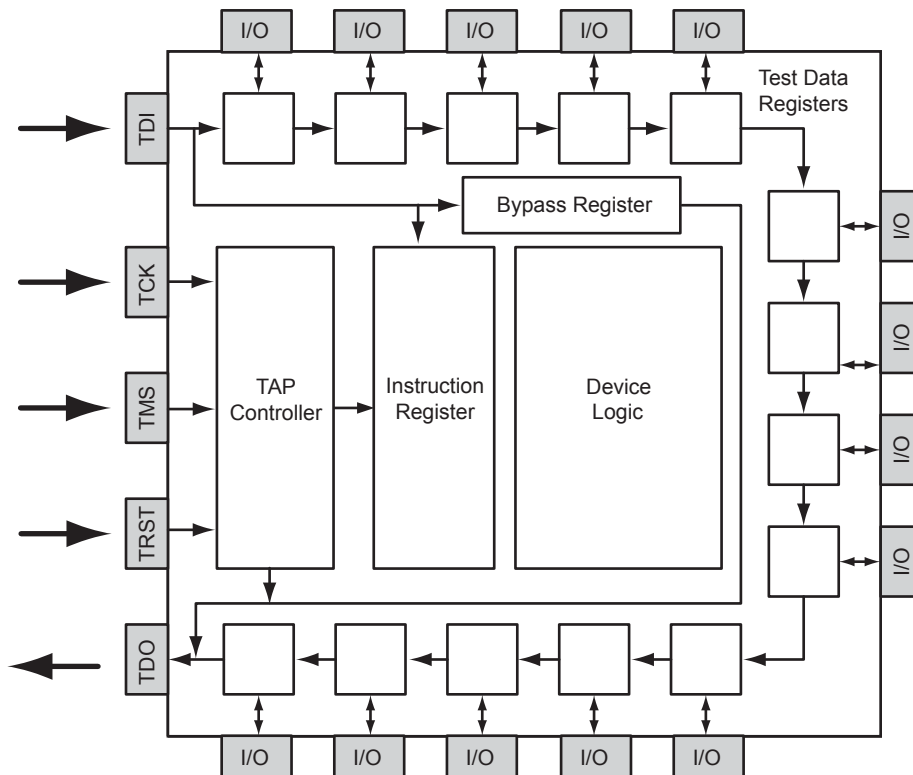 I/O
I/O
I/O
I/O
I/O
Test Data
Registers
TDI
Bypass Register
I/O
TCK
I/O
TAP
Controller
Instruction
Register
Device
Logic
TMS
I/O
TRST
I/O
TDO
I/O
I/O
I/O
I/O
I/O